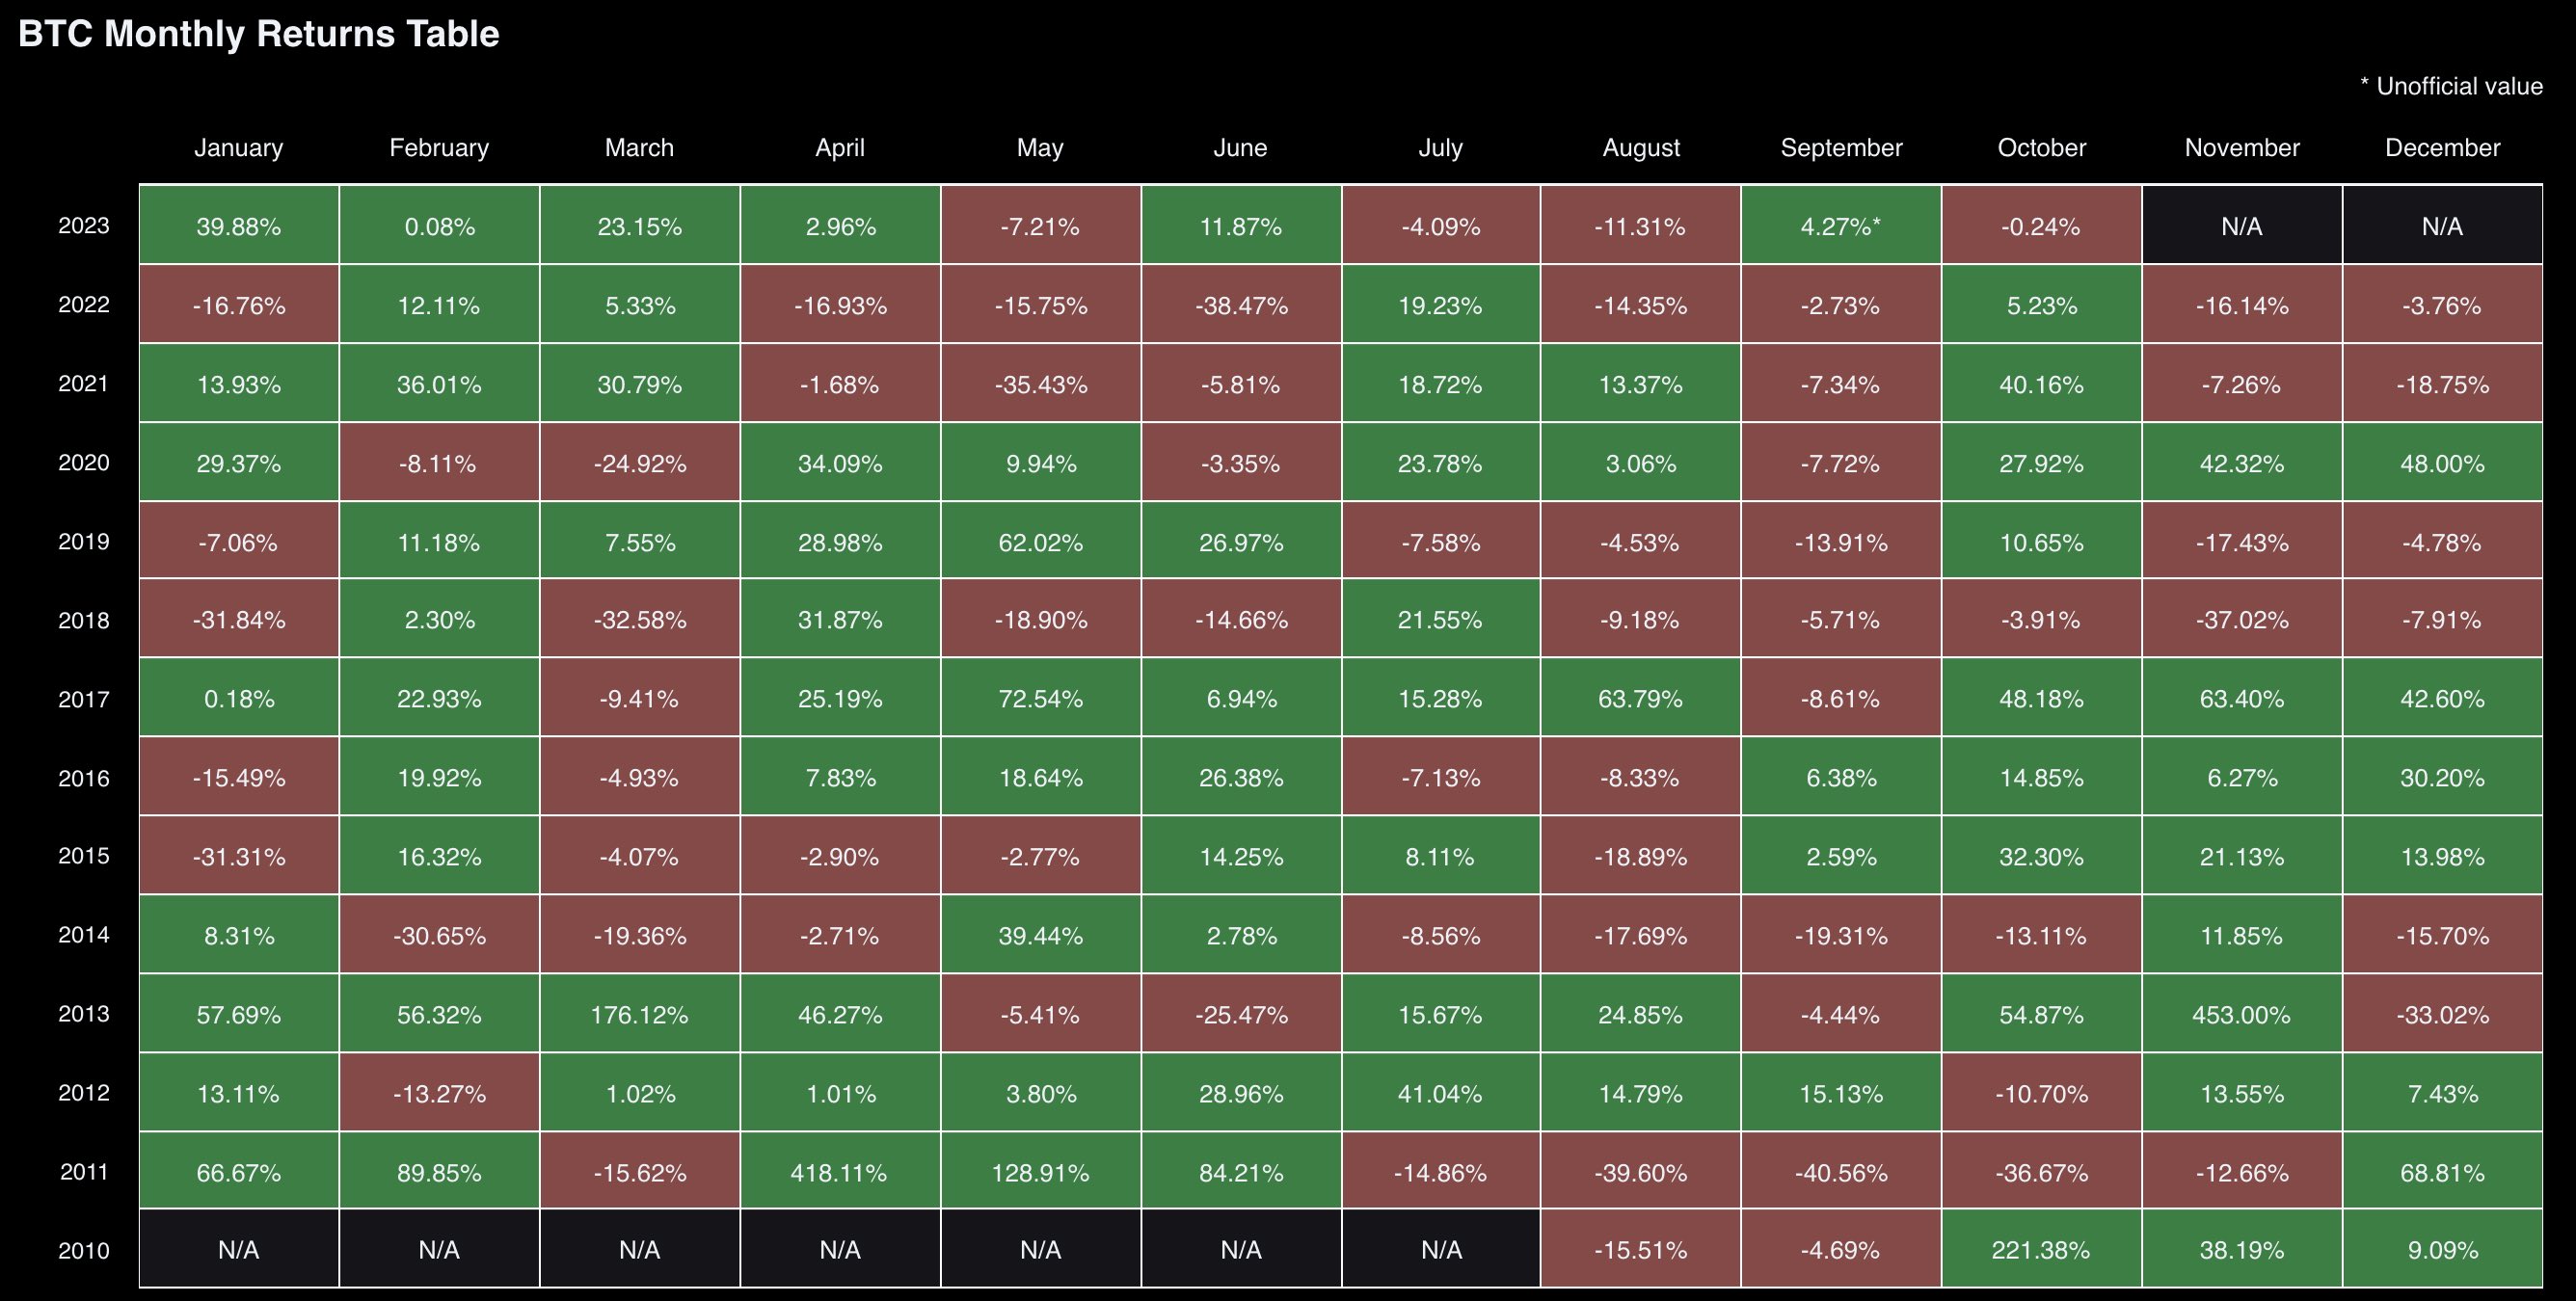 BTC Monthly Returns Table
* Unofficial value
January February March April May June July August September October November December
2023 39.88% 0.08% 23.15% 2.96% -7.21% 11.87% -4.09% -11.31% 4.27%* -0.24% N/A N/A
2022 -16.76% 12.11% 5.33% -16.93% -15.75% -38.47% 19.23% -14.35% -2.73% 5.23% -16.14% -3.76%
2021 13.93% 36.01% 30.79% -1.68% -35.43% -5.81% 18.72% 13.37% -7.34% 40.16% -7.26% -18.75%
2020 29.37% -8.11% -24.92% 34.09% 9.94% -3.35% 23.78% 3.06% -7.72% 27.92% 42.32% 48.00%
2019 -7.06% 11.18% 7.55% 28.98% 62.02% 26.97% -7.58% -4.53% -13.91% 10.65% -17.43% -4.78%
2018 -31.84% 2.30% -32.58% 31.87% -18.90% -14.66% 21.55% -9.18% -5.71% -3.91% -37.02% -7.91%
2017 0.18% 22.93% -9.41% 25.19% 72.54% 6.94% 15.28% 63.79% -8.61% 48.18% 63.40% 42.60%
2016 -15.49% 19.92% -4.93% 7.83% 18.64% 26.38% -7.13% -8.33% 6.38% 14.85% 6.27% 30.20%
2015 -31.31% 16.32% -4.07% -2.90% -2.77% 14.25% 8.11% -18.89% 2.59% 32.30% 21.13% 13.98%
2014 8.31% -30.65% -19.36% -2.71% 39.44% 2.78% -8.56% -17.69% -19.31% -13.11% 11.85% -15.70%
2013 57.69% 56.32% 176.12% 46.27% -5.41% -25.47% 15.67% 24.85% -4.44% 54.87% 453.00% -33.02%
2012 13.11% -13.27% 1.02% 1.01% 3.80% 28.96% 41.04% 14.79% 15.13% -10.70% 13.55% 7.43%
2011 66.67% 89.85% -15.62% 418.11% 128.91% 84.21% -14.86% -39.60% -40.56% -36.67% -12.66% 68.81%
2010 N/A N/A N/A N/A N/A N/A N/A -15.51% -4.69% 221.38% 38.19% 9.09%